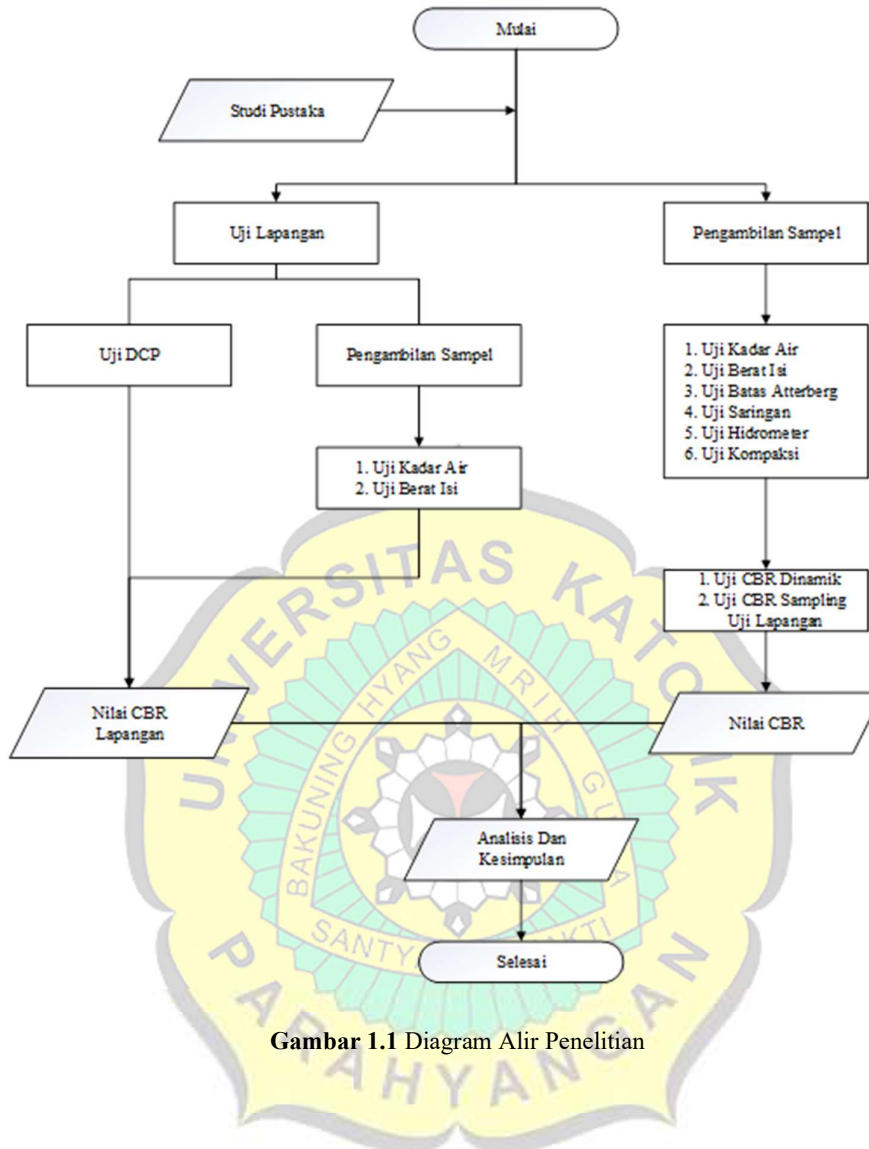 Mulai
Studi Pustaka
Uji Lapangan
Pengambilan Sampel
Uji DCP
Pengambilan Sampel
1. Uji Kadar Air
2. Uji Berat Isi
3. Uji Batas Atterberg
4. Uji Saringan
5. Uji Hidrometer
6. Uji Kompaksi
1. Uji Kadar Air
2. Uji Berat Isi
1. Uji CBR Dinamik
2. Uji CBR Sampling
Uji Lapangan
Nilai CBR
Lapangan
Nilai CBR
Analisis Dan
Kesimpulan
Selesai
Gambar 1.1 Diagram Alir Penelitian
UNIVERSITAS KATOLIK
PARAHYANGAN
BAKUNING HYANG MRIH